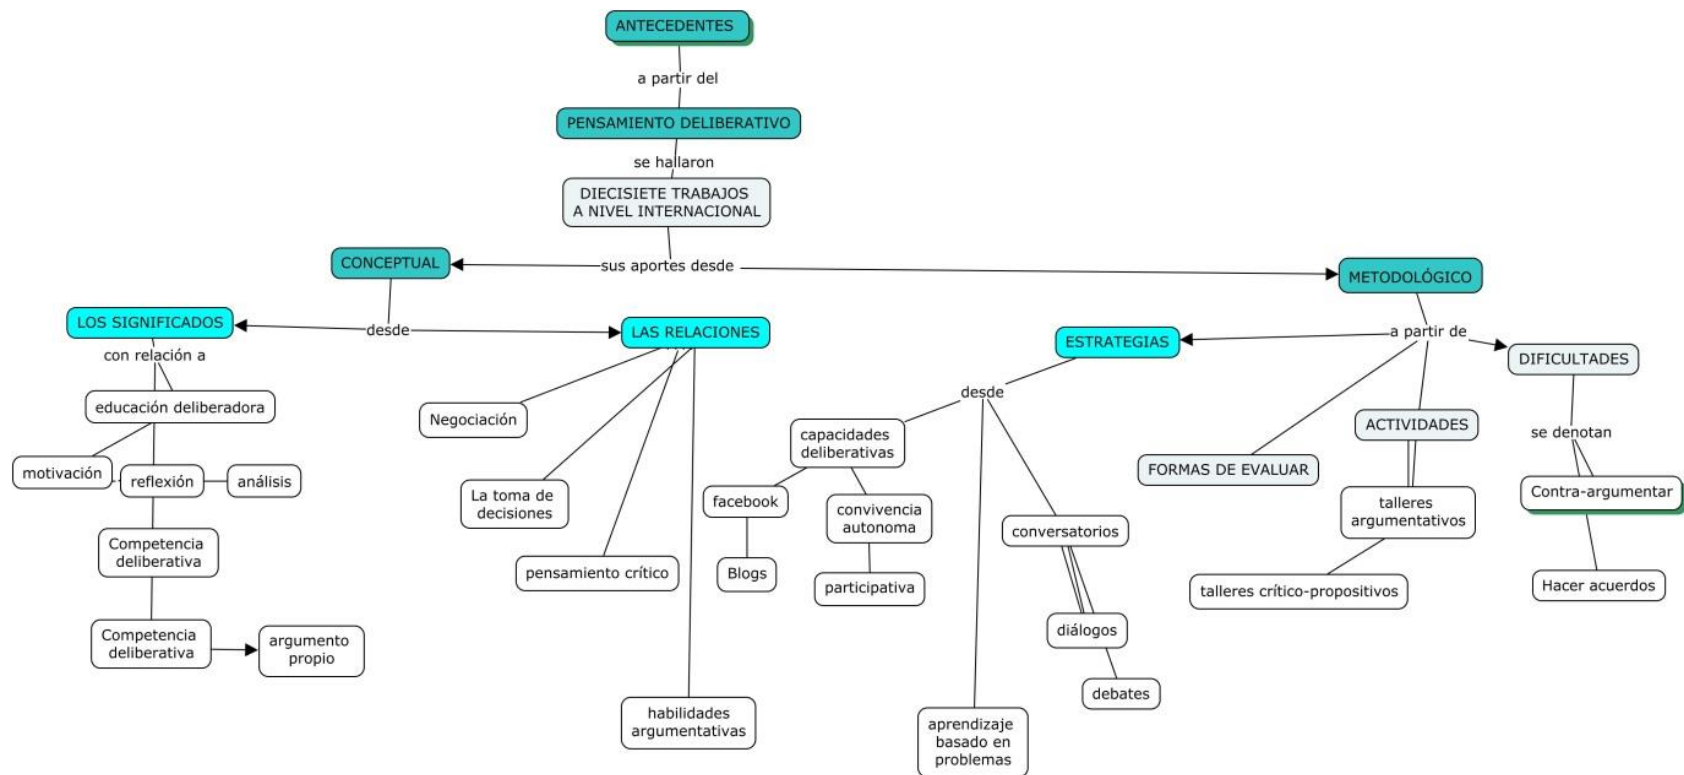 ANTECEDENTES
a partir del
PENSAMIENTO DELIBERATIVO
se hallaron
DIECISIETE TRABAJOS
A NIVEL INTERNACIONAL
sus aportes desde
CONCEPTUAL
desde
LOS SIGNIFICADOS
con relación a
educación deliberadora
motivación
reflexión
análisis
Competencia
deliberativa
Competencia
deliberativa
argumento
propio
LAS RELACIONES
Negociación
La toma de
decisiones
pensamiento crítico
habilidades
argumentativas
METODOLÓGICO
a partir de
ESTRATEGIAS
desde
capacidades
deliberativas
facebook
Blogs
convivencia
autonoma
participativa
conversatorios
diálogos
debates
aprendizaje
basado en
problemas
FORMAS DE EVALUAR
ACTIVIDADES
talleres
argumentativos
talleres crítico-propositivos
DIFICULTADES
se denotan
Contra-argumentar
Hacer acuerdos